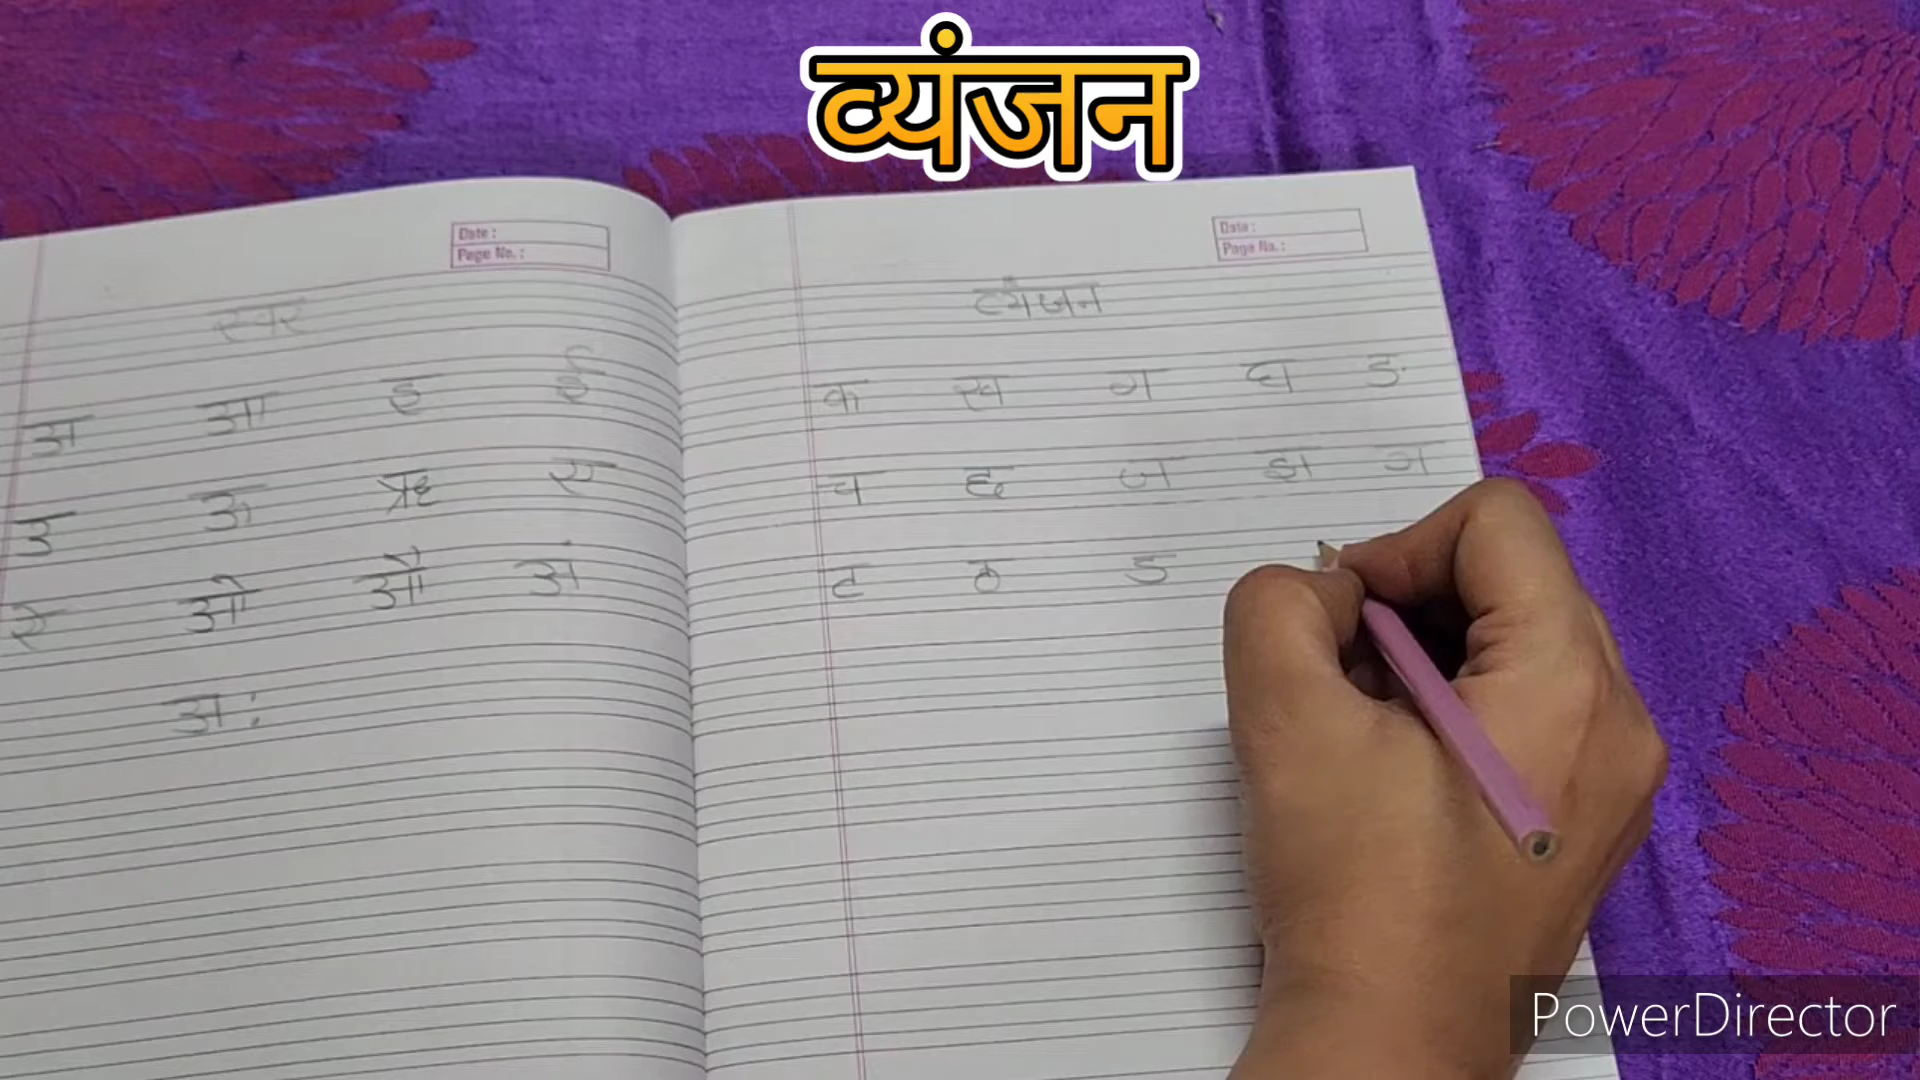 व्यंजन
Date :
Page No. :
स्वर
अ आ इ ई
उ ऊ ऋ ए
ऐ ओ औ अं
अ :
Date :
Page No. :
व्यंजन
क ख ग घ ङ
च छ ज झ ग
ट ठ ड
PowerDirector